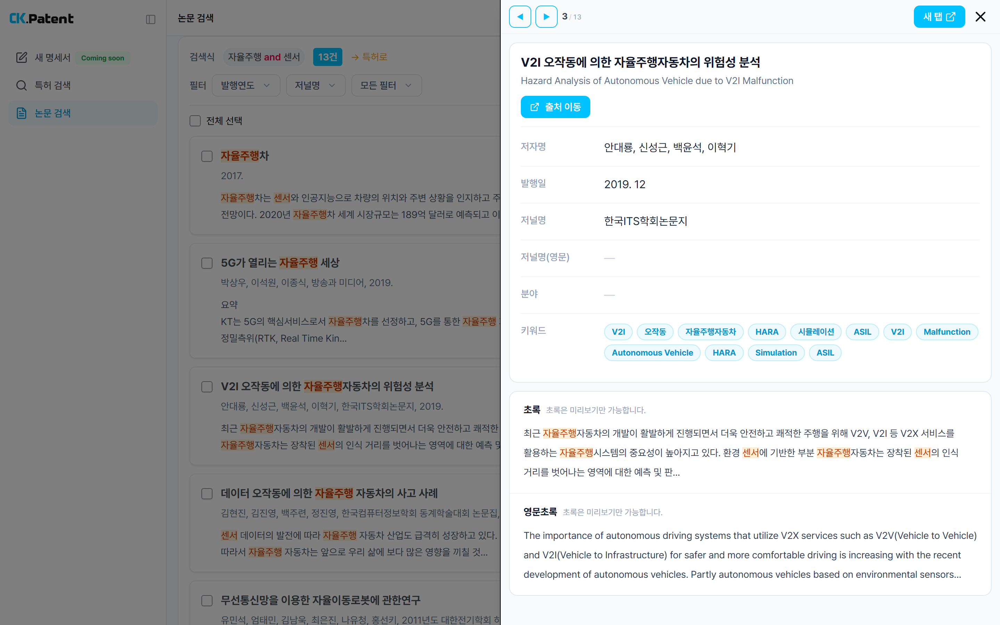 CK.Patent
새 명세서 Coming soon
특허 검색
논문 검색
논문 검색
검색식 자율주행 and 센서 13건 → 특허로
필터 발행연도 저널명 모든 필터
전체 선택
자율주행차
2017.
자율주행차는 센서와 인공지능으로 차량의 위치와 주변 상황을 인지하고 주
전망이다. 2020년 자율주행차 세계 시장규모는 189억 달러로 예측되고 이
5G가 열리는 자율주행 세상
박상우, 이석원, 이종식, 방송과 미디어, 2019.
요약
KT는 5G의 핵심서비스로서 자율주행차를 선정하고, 5G를 통한 자율주행
정밀측위(RTK, Real Time Kin...
V2I 오작동에 의한 자율주행자동차의 위험성 분석
안대룡, 신성근, 백윤석, 이혁기, 한국ITS학회논문지, 2019.
최근 자율주행자동차의 개발이 활발하게 진행되면서 더욱 안전하고 쾌적한
자율주행자동차는 장착된 센서의 인식 거리를 벗어나는 영역에 대한 예측 및
데이터 오작동에 의한 자율주행 자동차의 사고 사례
김현진, 김진영, 백주련, 정진영, 한국컴퓨터정보학회 동계학술대회 논문집,
센서 데이터의 발전에 따라 자율주행 자동차 산업도 급격히 성장하고 있다.
따라서 자율주행 자동차는 앞으로 우리 삶에 보다 많은 영향을 끼칠 것...
무선통신망을 이용한 자율이동로봇에 관한연구
유민석, 엄태민, 김남욱, 최은진, 나유청, 홍선키, 2011년도 대한전기학회 하
3 / 13
새 탭
V2I 오작동에 의한 자율주행자동차의 위험성 분석
Hazard Analysis of Autonomous Vehicle due to V2I Malfunction
출처 이동
저자명 안대룡, 신성근, 백윤석, 이혁기
발행일 2019. 12
저널명 한국ITS학회논문지
저널명(영문) —
분야 —
키워드 V2I 오작동 자율주행자동차 HARA 시뮬레이션 ASIL V2I Malfunction
Autonomous Vehicle HARA Simulation ASIL
초록 초록은 미리보기만 가능합니다.
최근 자율주행자동차의 개발이 활발하게 진행되면서 더욱 안전하고 쾌적한 주행을 위해 V2V, V2I 등 V2X 서비스를
활용하는 자율주행시스템의 중요성이 높아지고 있다. 환경 센서에 기반한 부분 자율주행자동차는 장착된 센서의 인식
거리를 벗어나는 영역에 대한 예측 및 판...
영문초록 초록은 미리보기만 가능합니다.
The importance of autonomous driving systems that utilize V2X services such as V2V(Vehicle to Vehicle)
and V2I(Vehicle to Infrastructure) for safer and more comfortable driving is increasing with the recent
development of autonomous vehicles. Partly autonomous vehicles based on environmental sensors...